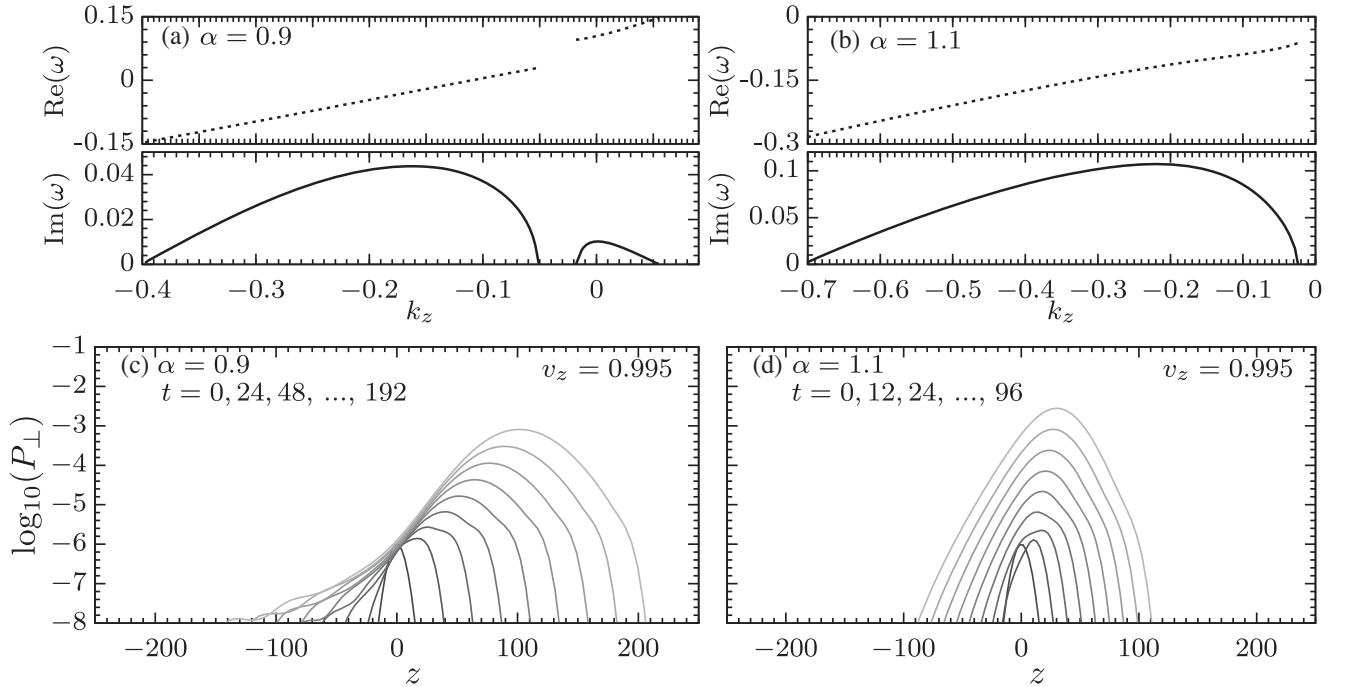 (a) α = 0.9
Re(ω)
0.15
0
-0.15
Im(ω)
0.04
0.02
0
−0.4 −0.3 −0.2 −0.1 0
k_z
(b) α = 1.1
Re(ω)
0
-0.15
-0.3
Im(ω)
0.1
0.05
0
−0.7 −0.6 −0.5 −0.4 −0.3 −0.2 −0.1 0
k_z
(c) α = 0.9
t = 0, 24, 48, ..., 192
v_z = 0.995
log₁₀(P_⊥)
−1
−2
−3
−4
−5
−6
−7
−8
−200 −100 0 100 200
z
(d) α = 1.1
t = 0, 12, 24, ..., 96
v_z = 0.995
−200 −100 0 100 200
z